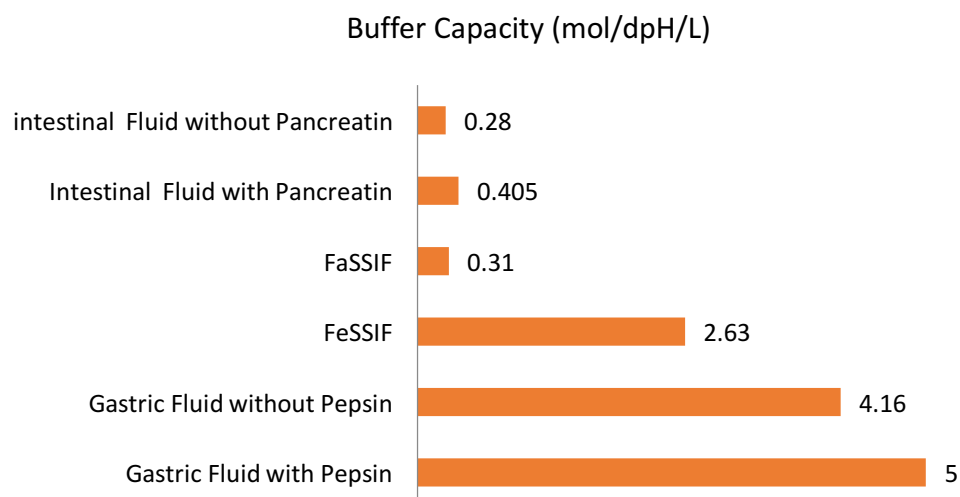 Buffer Capacity (mol/dpH/L)
intestinal Fluid without Pancreatin 0.28
Intestinal Fluid with Pancreatin 0.405
FaSSIF 0.31
FeSSIF 2.63
Gastric Fluid without Pepsin 4.16
Gastric Fluid with Pepsin 5